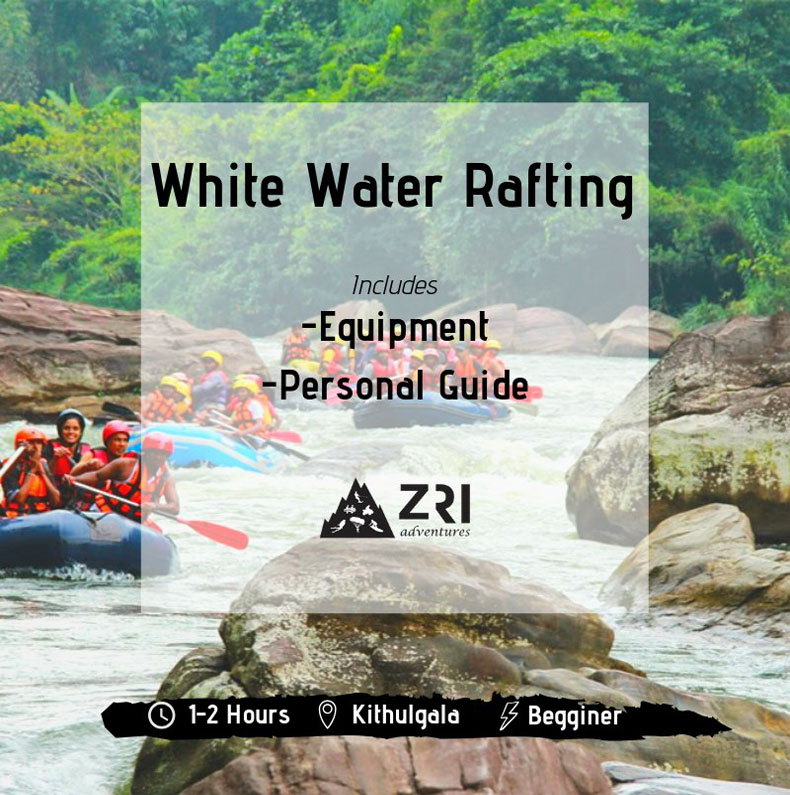 White Water Rafting
Includes
-Equipment
-Personal Guide
ZRI
adventures
1-2 Hours Kithulgala Begginer